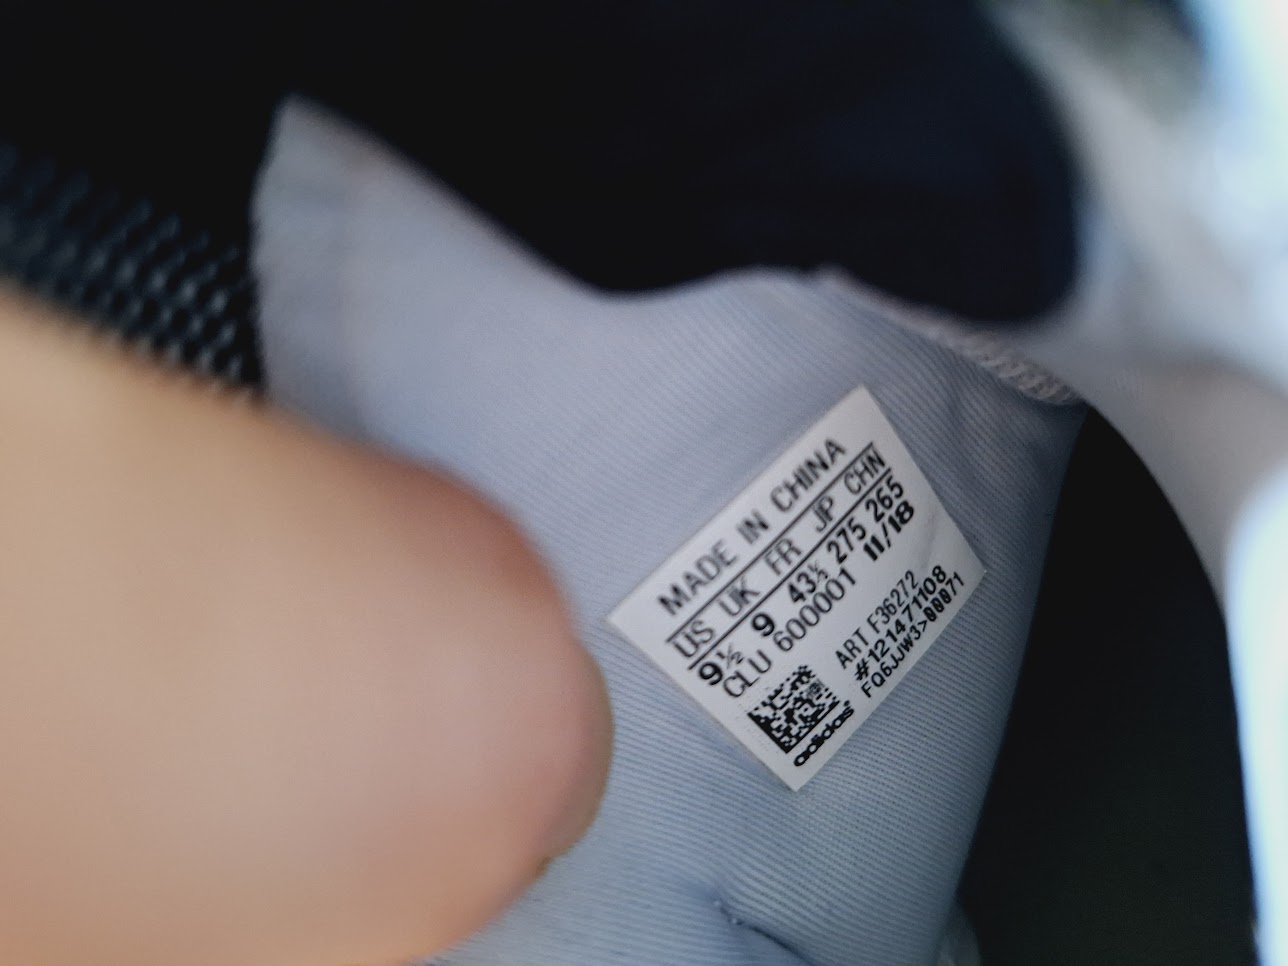 MADE IN CHINA
US UK FR JP CHN
9½ 9 43⅓ 275 265
CLU 600001 11/18
ART F36272
#121471108
FQ6JJW3>00071
adidas